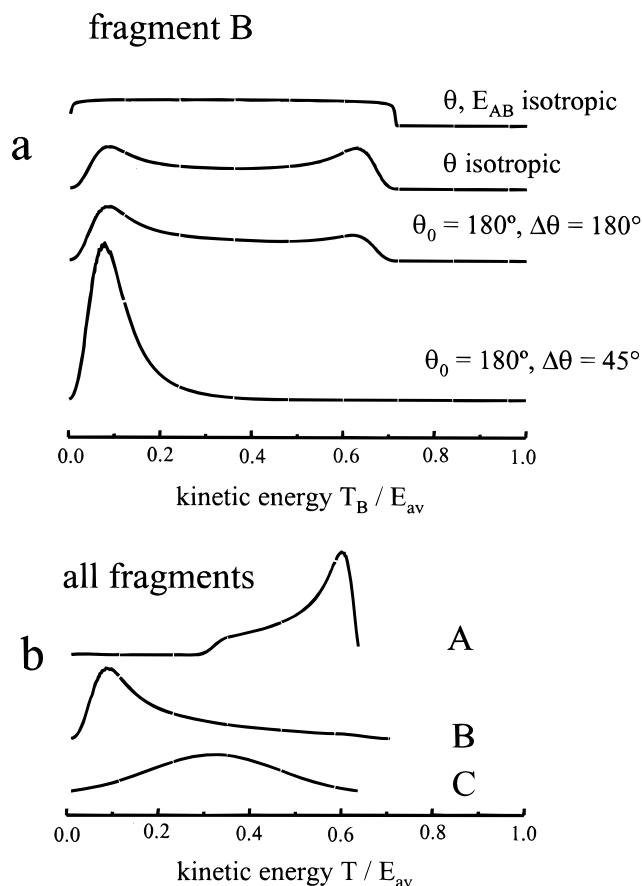 fragment B
θ, E_AB isotropic
a
θ isotropic
θ₀ = 180º, Δθ = 180°
θ₀ = 180º, Δθ = 45°
0.0 0.2 0.4 0.6 0.8 1.0
kinetic energy T_B / E_av
all fragments
A
b
B
C
0.0 0.2 0.4 0.6 0.8 1.0
kinetic energy T / E_av